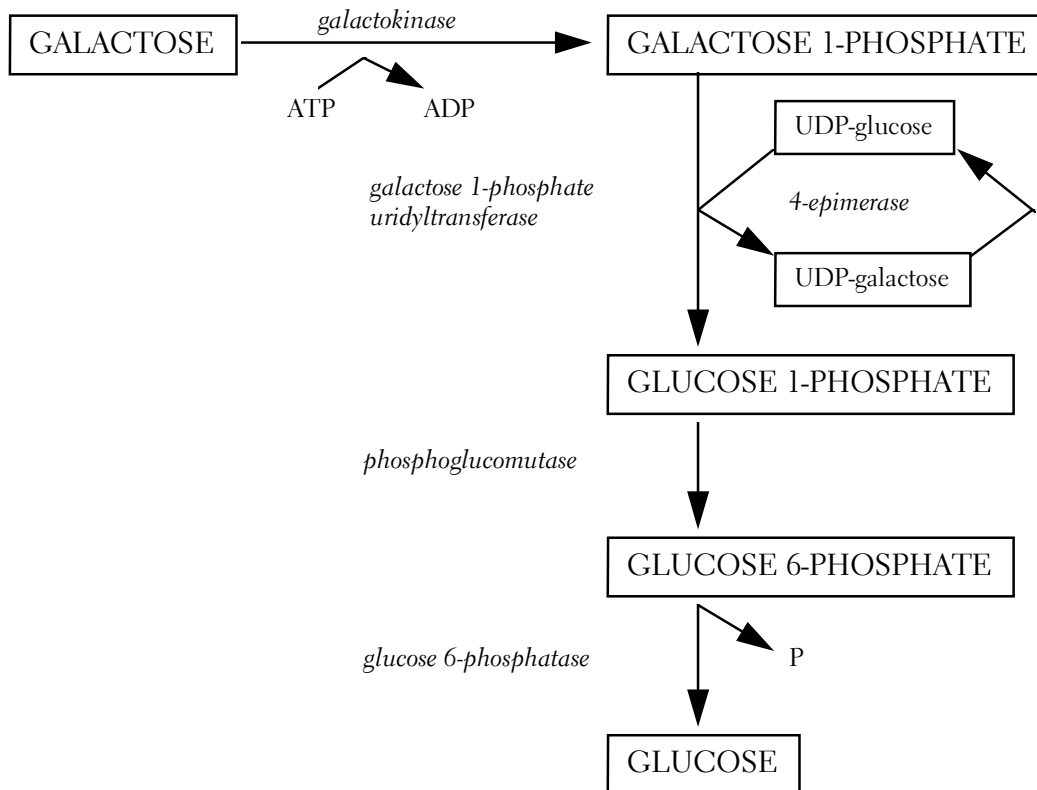 galactokinase
GALACTOSE
GALACTOSE 1-PHOSPHATE
ATP
ADP
UDP-glucose
galactose 1-phosphate
uridyltransferase
4-epimerase
UDP-galactose
GLUCOSE 1-PHOSPHATE
phosphoglucomutase
GLUCOSE 6-PHOSPHATE
glucose 6-phosphatase
P
GLUCOSE